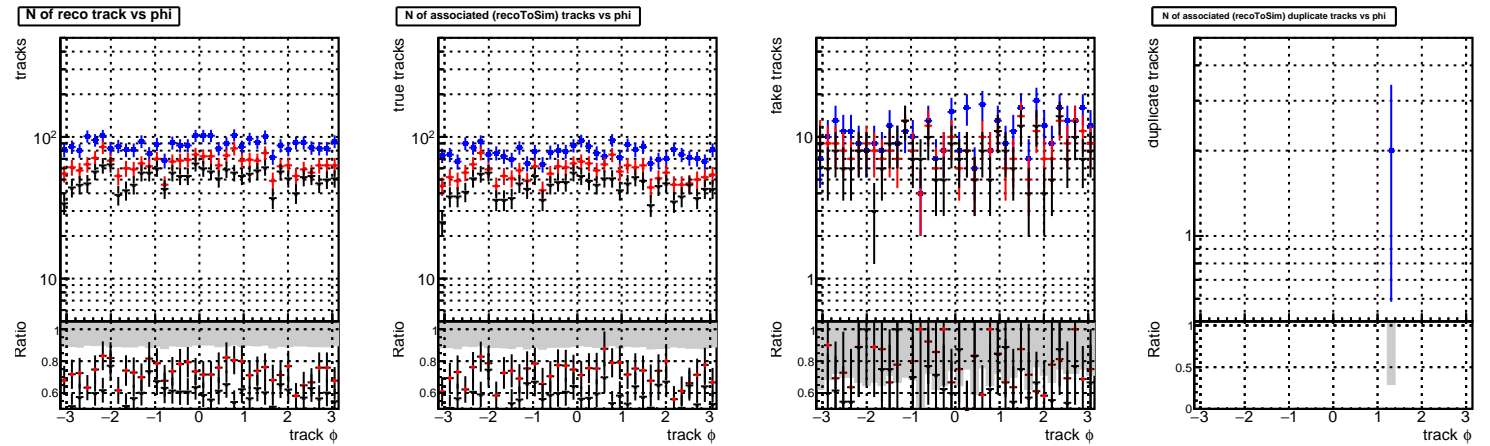 N of reco track vs phi
tracks
10²
10
Ratio
1
0.8
0.6
−3 −2 −1 0 1 2 3
track ϕ
N of associated (recoToSim) tracks vs phi
true tracks
10²
10
Ratio
1
0.8
0.6
−3 −2 −1 0 1 2 3
track ϕ
fake tracks
10
1
Ratio
1
0.8
0.6
−3 −2 −1 0 1 2 3
track ϕ
N of associated (recoToSim) duplicate tracks vs phi
duplicate tracks
1
Ratio
1
0.5
0
−3 −2 −1 0 1 2 3
track ϕ